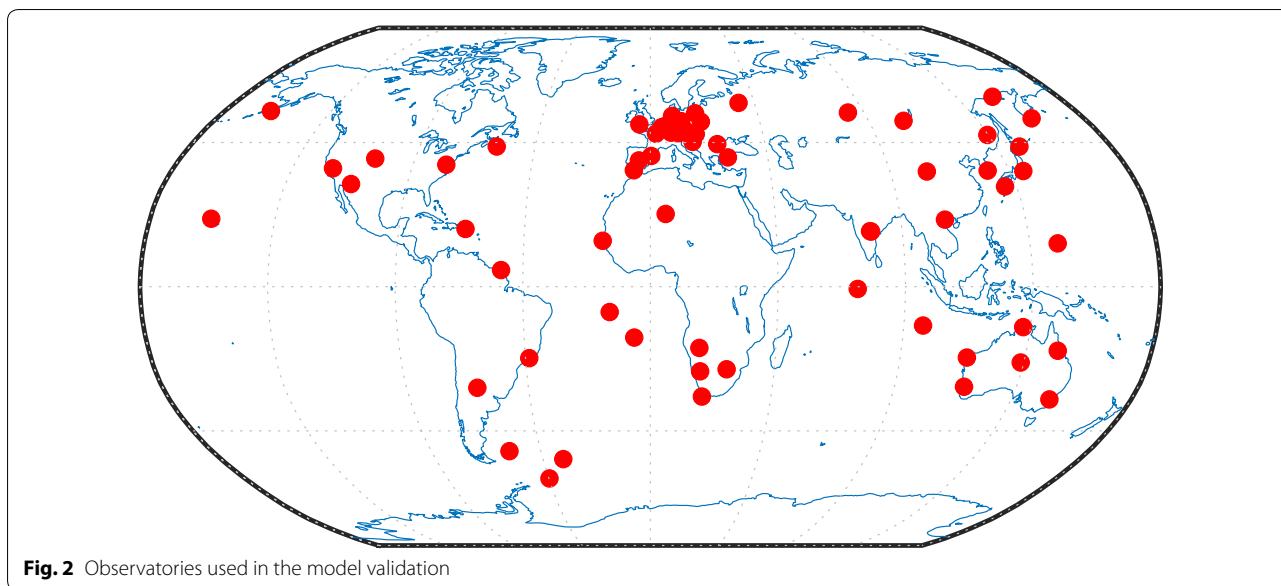 Fig. 2 Observatories used in the model validation